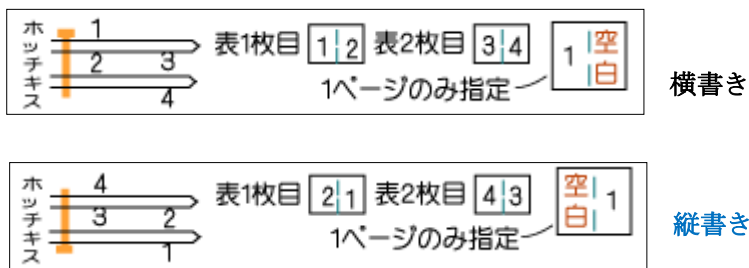 ホッチキス
1
2 3
4
表1枚目 1 2 表2枚目 3 4
1ページのみ指定
1 空白
横書き
ホッチキス
4
3 2
1
表1枚目 2 1 表2枚目 4 3
1ページのみ指定
空白 1
縦書き